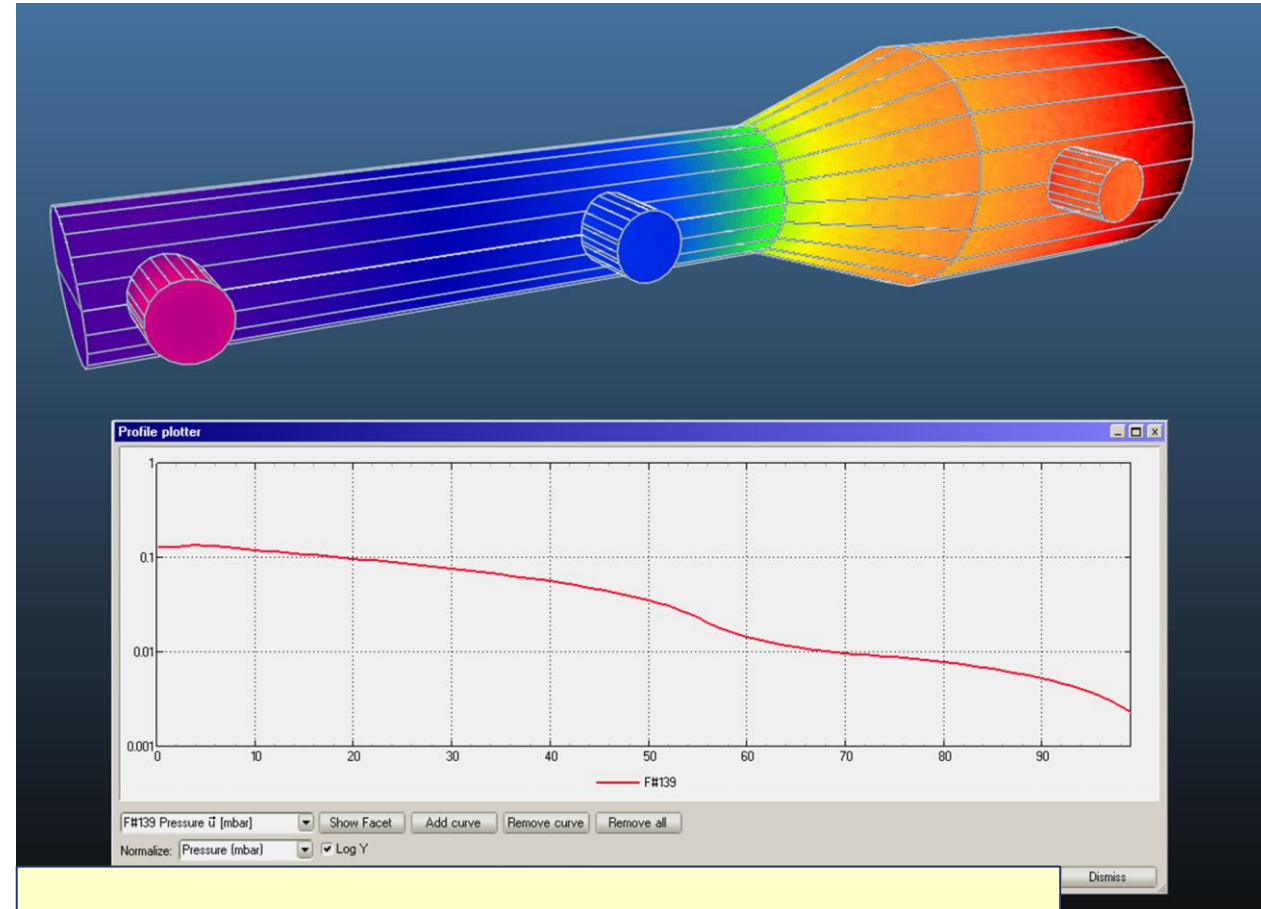 Profile plotter
1
0.1
0.01
0.001
0 10 20 30 40 50 60 70 80 90
F#139
F#139 Pressure [mbar] Show Facet Add curve Remove curve Remove all
Normalize: Pressure (mbar) Log Y
Dismiss